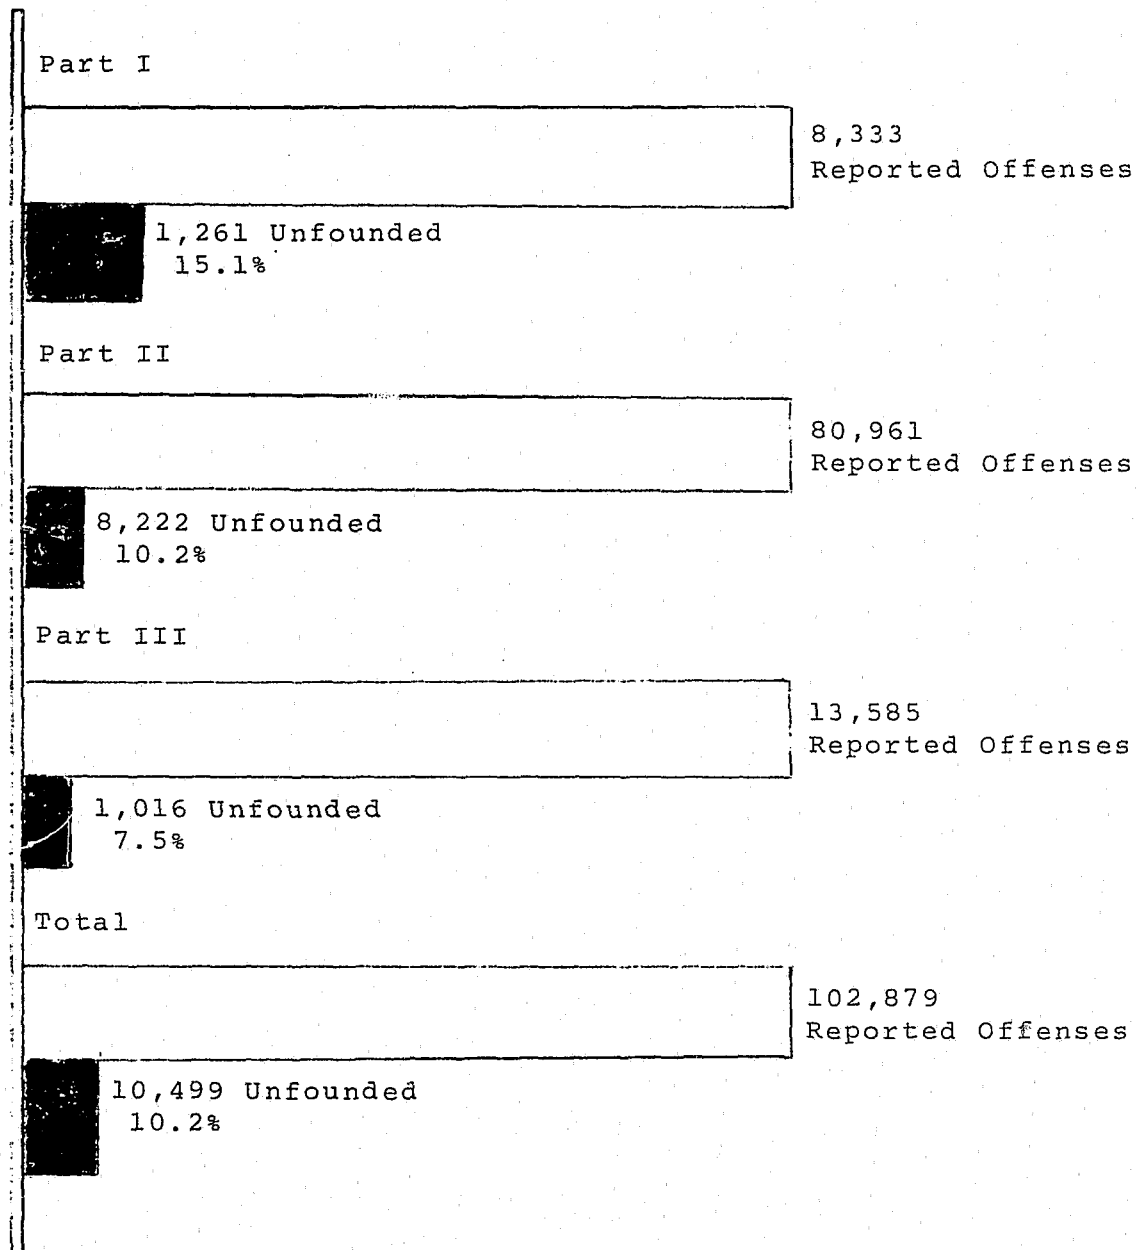 Part I
8,333
Reported Offenses
1,261 Unfounded
15.1%
Part II
80,961
Reported Offenses
8,222 Unfounded
10.2%
Part III
13,585
Reported Offenses
1,016 Unfounded
7.5%
Total
102,879
Reported Offenses
10,499 Unfounded
10.2%